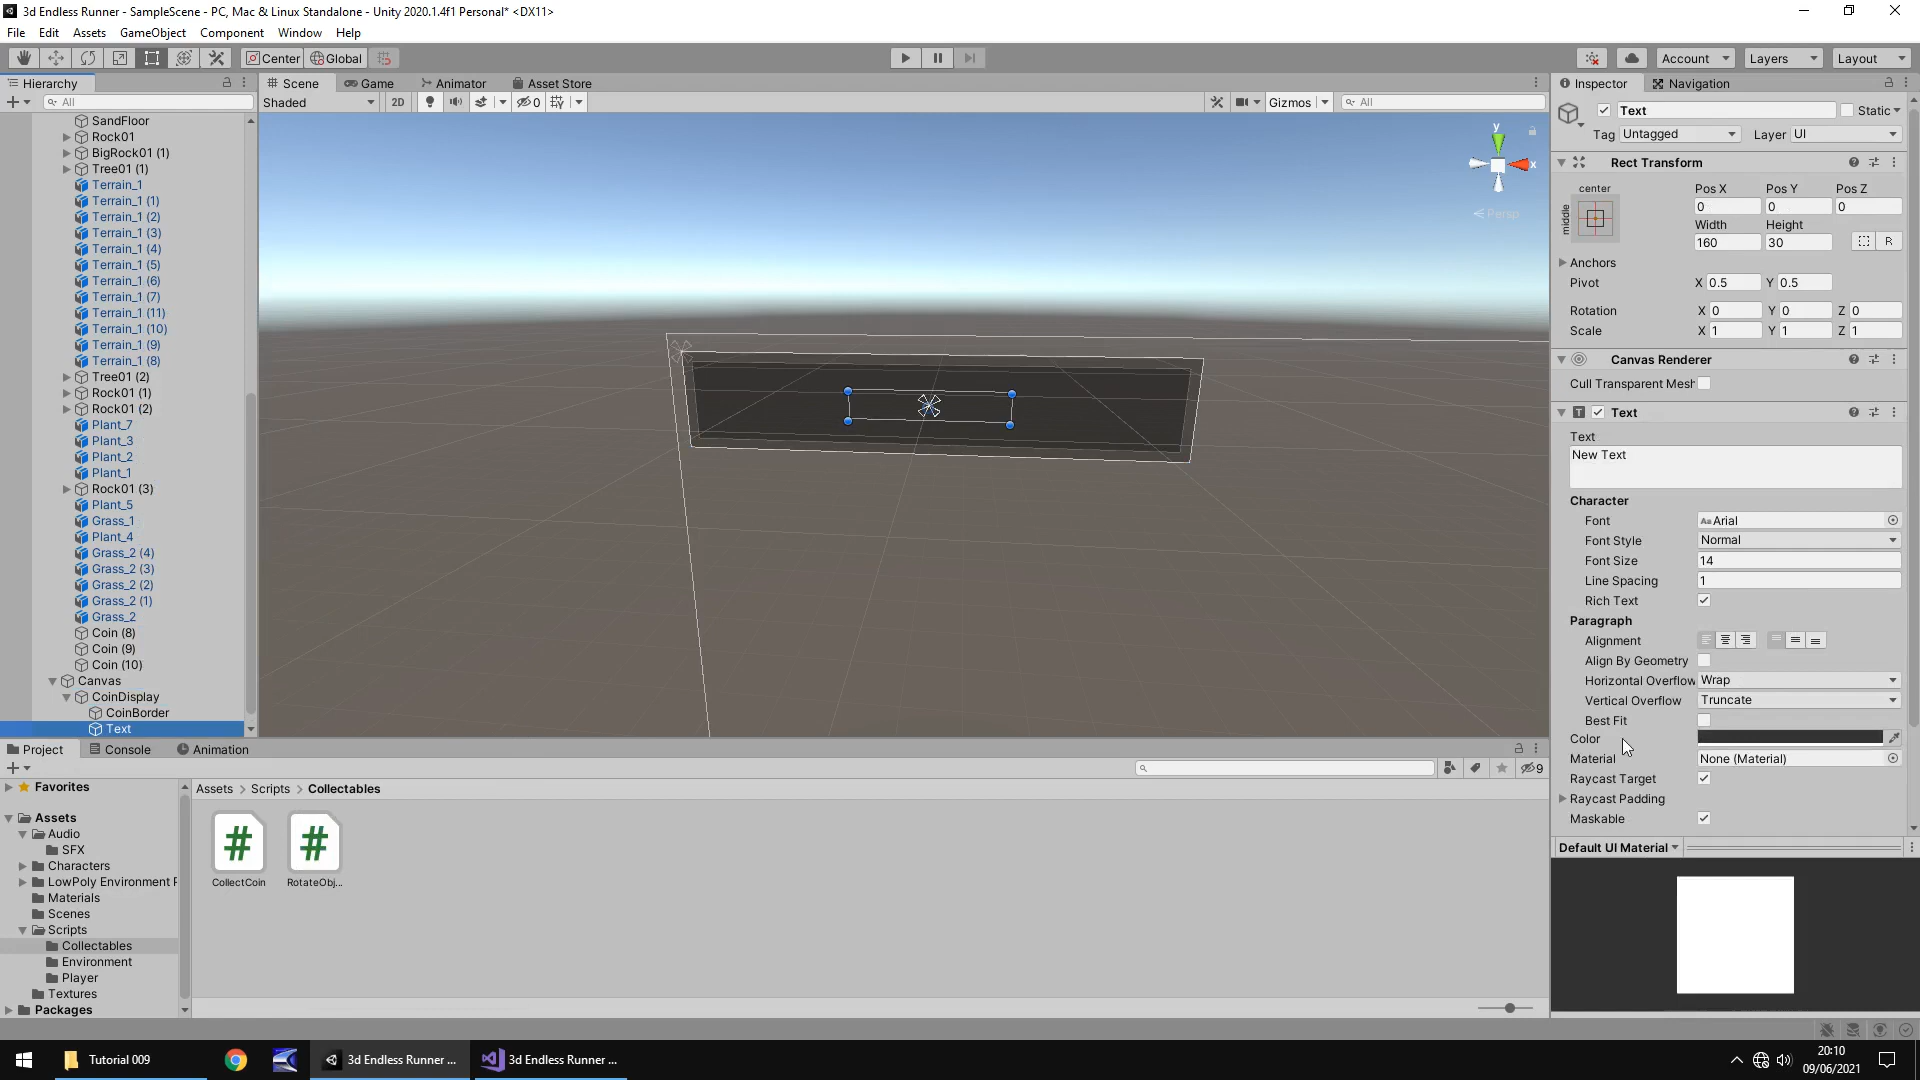 3d Endless Runner - SampleScene - PC, Mac & Linux Standalone - Unity 2020.1.4f1 Personal* <DX11>
File Edit Assets GameObject Component Window Help
Center Global Account Layers Layout
Hierarchy Scene Game Animator Asset Store Inspector Navigation
All Shaded 2D 0 Gizmos All
Text Static
Tag Untagged Layer UI
SandFloor
Rock01
BigRock01 (1)
Tree01 (1)
Terrain_1
Terrain_1 (1)
Terrain_1 (2)
Terrain_1 (3)
Terrain_1 (4)
Terrain_1 (5)
Terrain_1 (6)
Terrain_1 (7)
Terrain_1 (11)
Terrain_1 (10)
Terrain_1 (9)
Terrain_1 (8)
Tree01 (2)
Rock01 (1)
Rock01 (2)
Plant_7
Plant_3
Plant_2
Plant_1
Rock01 (3)
Plant_5
Grass_1
Plant_4
Grass_2 (4)
Grass_2 (3)
Grass_2 (2)
Grass_2 (1)
Grass_2
Coin (8)
Coin (9)
Coin (10)
Canvas
CoinDisplay
CoinBorder
Text
y
x
Persp
Rect Transform
center Pos X Pos Y Pos Z
middle 0 0 0
Width Height
160 30 R
Anchors
Pivot X 0.5 Y 0.5
Rotation X 0 Y 0 Z 0
Scale X 1 Y 1 Z 1
Canvas Renderer
Cull Transparent Mesh
Text
Text
New Text
Character
Font Arial
Font Style Normal
Font Size 14
Line Spacing 1
Rich Text
Paragraph
Alignment
Align By Geometry
Horizontal Overflow Wrap
Vertical Overflow Truncate
Best Fit
Color
Material None (Material)
Raycast Target
Raycast Padding
Maskable
Default UI Material
Project Console Animation
9
Favorites
Assets
Audio
SFX
Characters
LowPoly Environment P
Materials
Scenes
Scripts
Collectables
Environment
Player
Textures
Packages
Assets > Scripts > Collectables
CollectCoin RotateObj...
Tutorial 009 3d Endless Runner ... 3d Endless Runner ...
20:10
09/06/2021